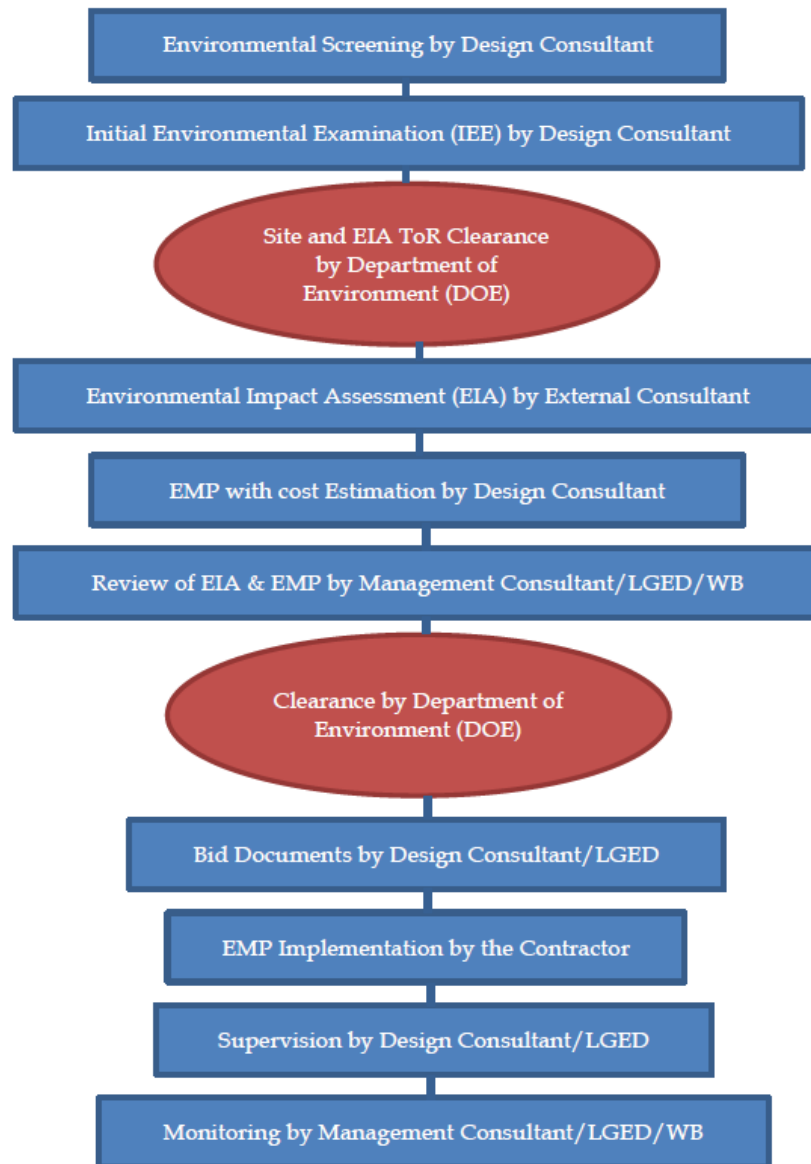 Environmental Screening by Design Consultant
Initial Environmental Examination (IEE) by Design Consultant
Site and EIA ToR Clearance
by Department of
Environment (DOE)
Environmental Impact Assessment (EIA) by External Consultant
EMP with cost Estimation by Design Consultant
Review of EIA & EMP by Management Consultant/LGED/WB
Clearance by Department of
Environment (DOE)
Bid Documents by Design Consultant/LGED
EMP Implementation by the Contractor
Supervision by Design Consultant/LGED
Monitoring by Management Consultant/LGED/WB